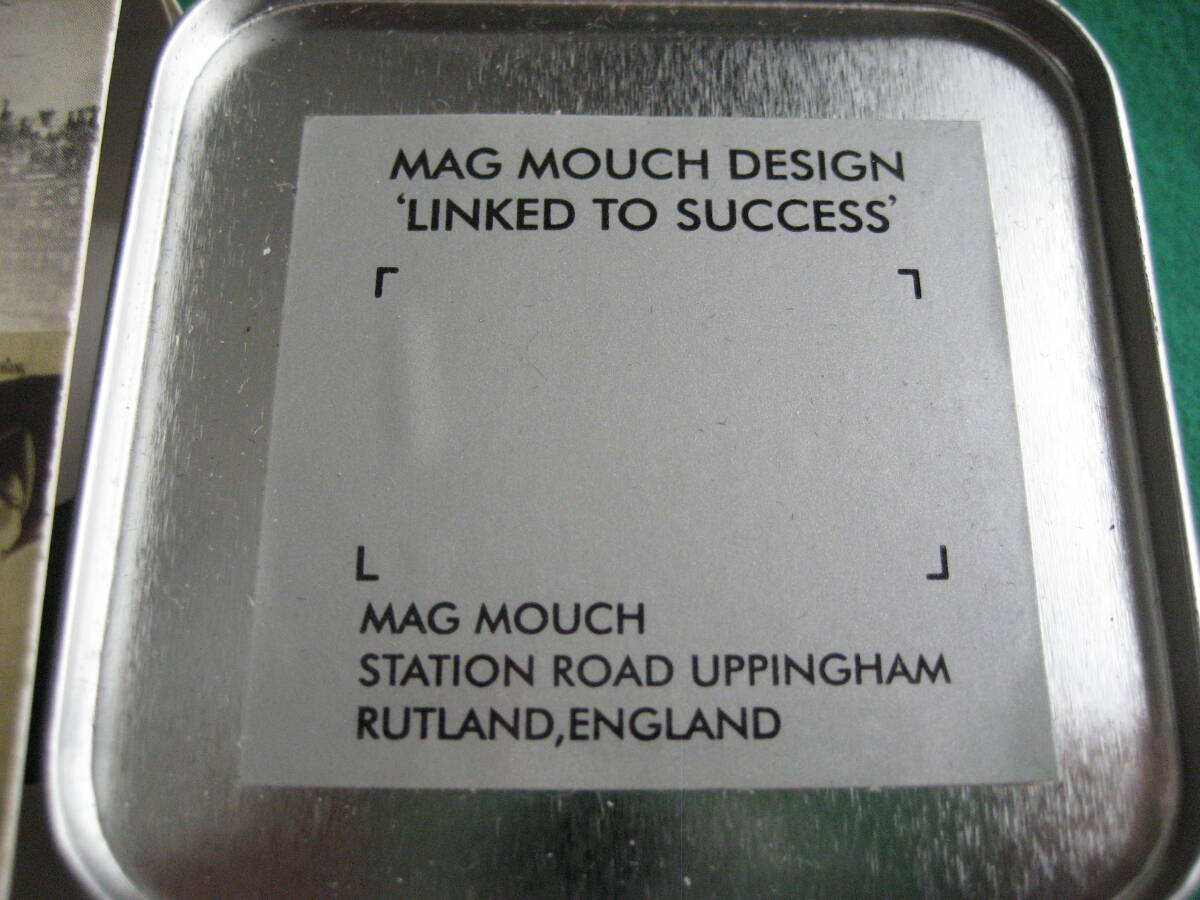 MAG MOUCH DESIGN
‘LINKED TO SUCCESS’
MAG MOUCH
STATION ROAD UPPINGHAM
RUTLAND,ENGLAND